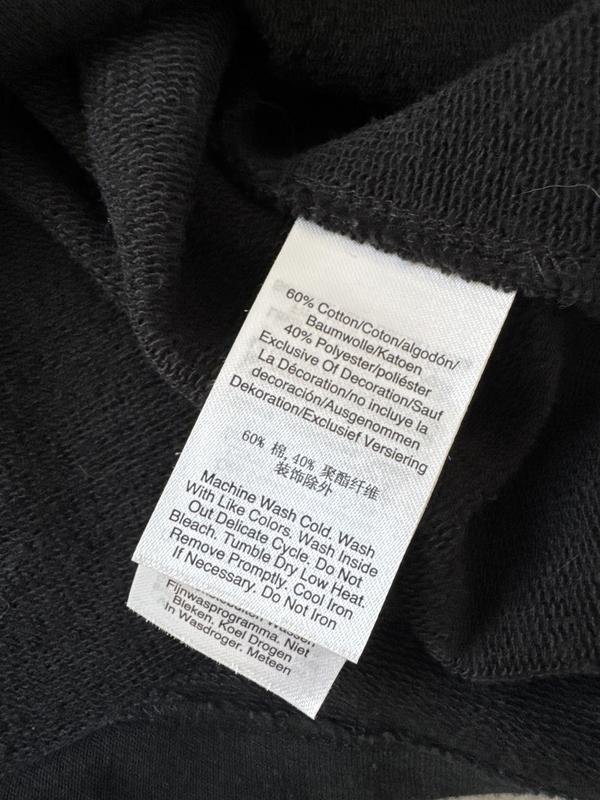 60% Cotton/Coton/algodón/
Baumwolle/Katoen
40% Polyester/poliéster
Exclusive Of Decoration/Sauf
La Décoration/no incluye la
decoración/Ausgenommen
Dekoration/Exclusief Versiering
60% 棉, 40% 聚酯纤维
装饰除外
Machine Wash Cold. Wash
With Like Colors. Wash Inside
Out Delicate Cycle. Do Not
Bleach. Tumble Dry Low Heat.
Remove Promptly. Cool Iron
If Necessary. Do Not Iron
Wassen
Fijnwasprogramma. Niet
Bleken. Koel Drogen
In Wasdroger. Meteen